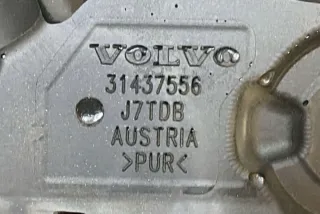 VOLVO
31437556
J7TDB
AUSTRIA
>PUR<